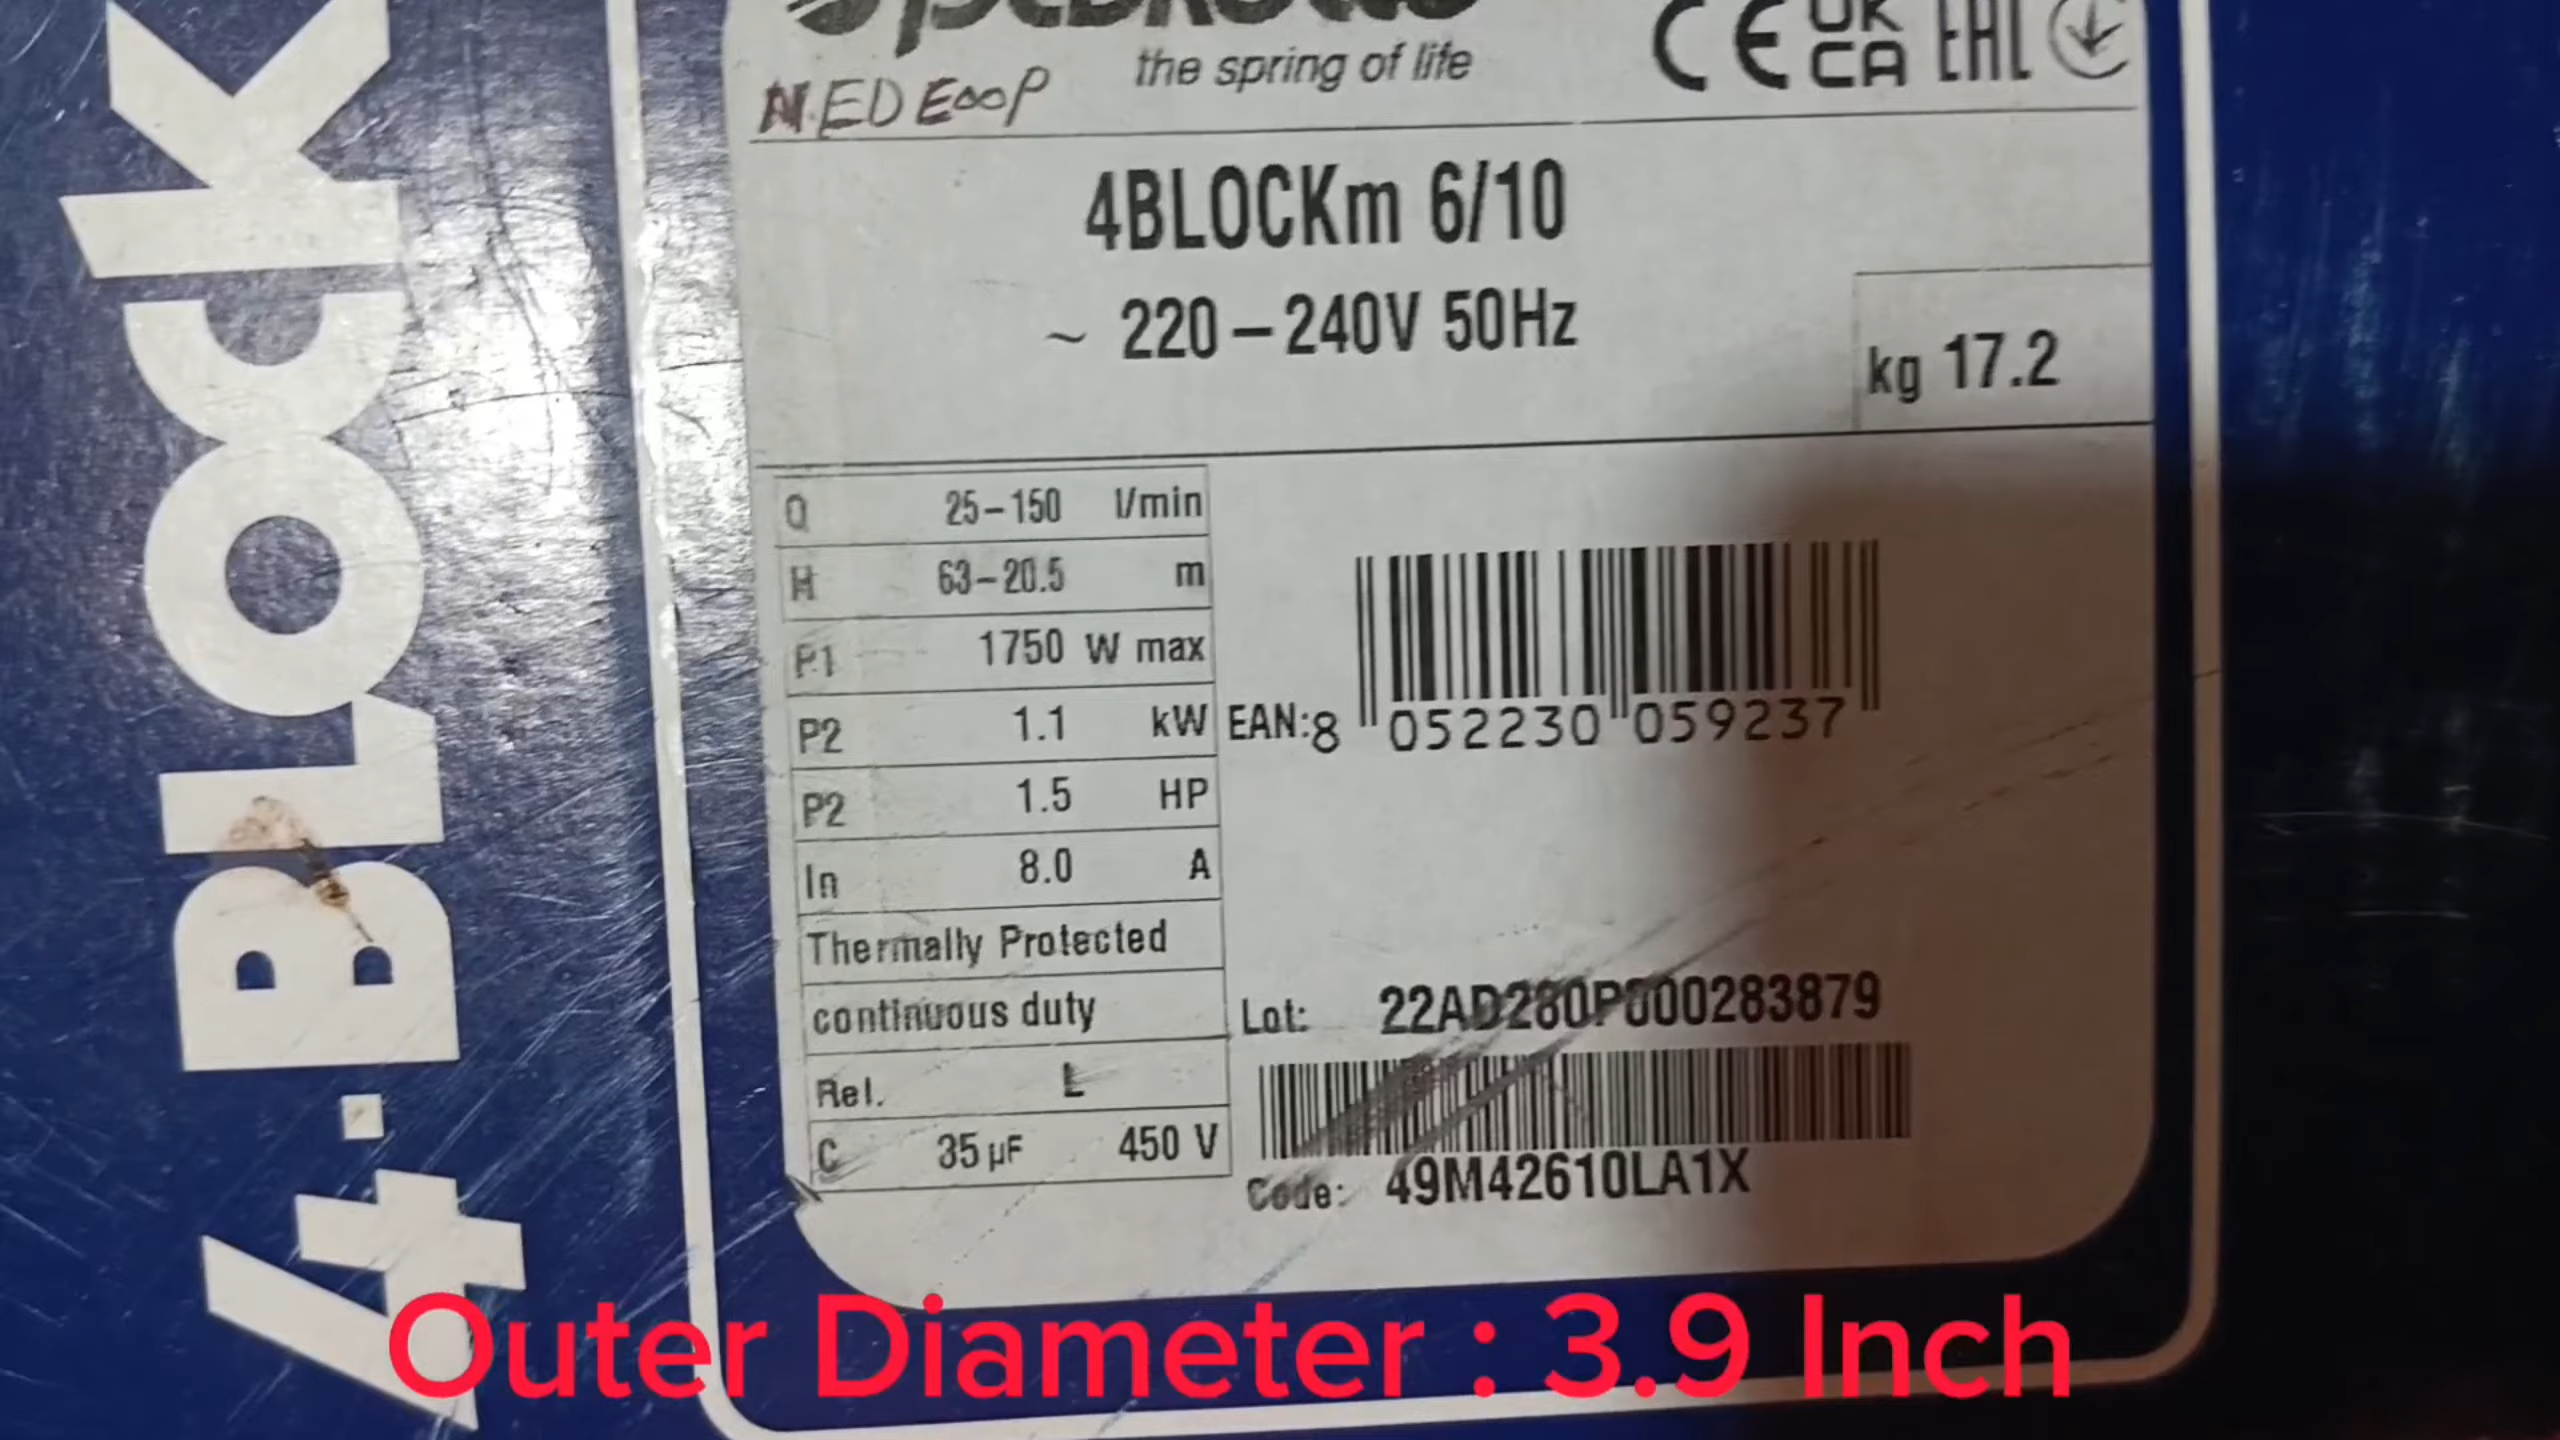 4.BLOCK
pedrollo
the spring of life
CE UK CA EAC
4BLOCKm 6/10
~ 220-240V 50Hz
kg 17.2
Q 25-150 l/min
H 63-20.5 m
P1 1750 W max
P2 1.1 kW
P2 1.5 HP
In 8.0 A
Thermally Protected
continuous duty
Rel. L
C 35 µF 450 V
EAN:8 052230 059237
Lot: 22AD280P000283879
Code: 49M42610LA1X
Outer Diameter : 3.9 Inch